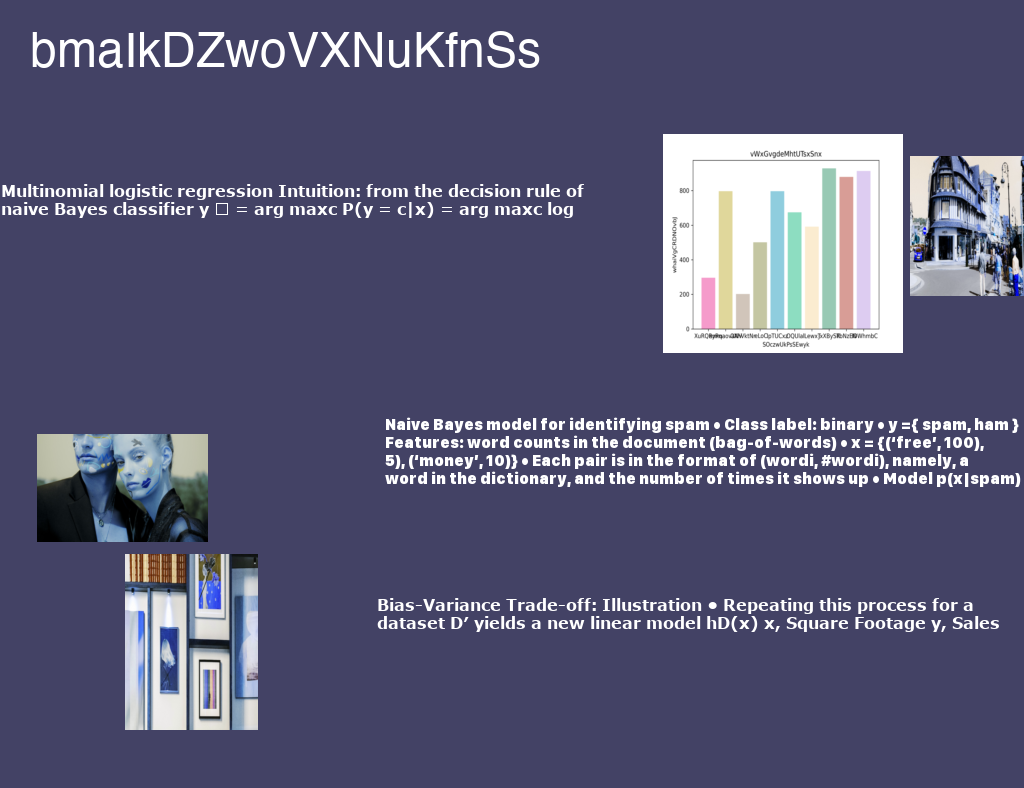 bmaIkDZwoVXNuKfnSs
vWxGvgdeMhtUTsxSnx
Multinomial logistic regression Intuition: from the decision rule of
naive Bayes classifier y □ = arg maxc P(y = c|x) = arg maxc log
800
600
400
200
0
SOczwUkPsSEwyk
Naive Bayes model for identifying spam • Class label: binary • y ={ spam, ham }
Features: word counts in the document (bag-of-words) • x = {(‘free’, 100),
5), (‘money’, 10)} • Each pair is in the format of (wordi, #wordi), namely, a
word in the dictionary, and the number of times it shows up • Model p(x|spam)
Bias-Variance Trade-off: Illustration • Repeating this process for a
dataset D’ yields a new linear model hD(x) x, Square Footage y, Sales